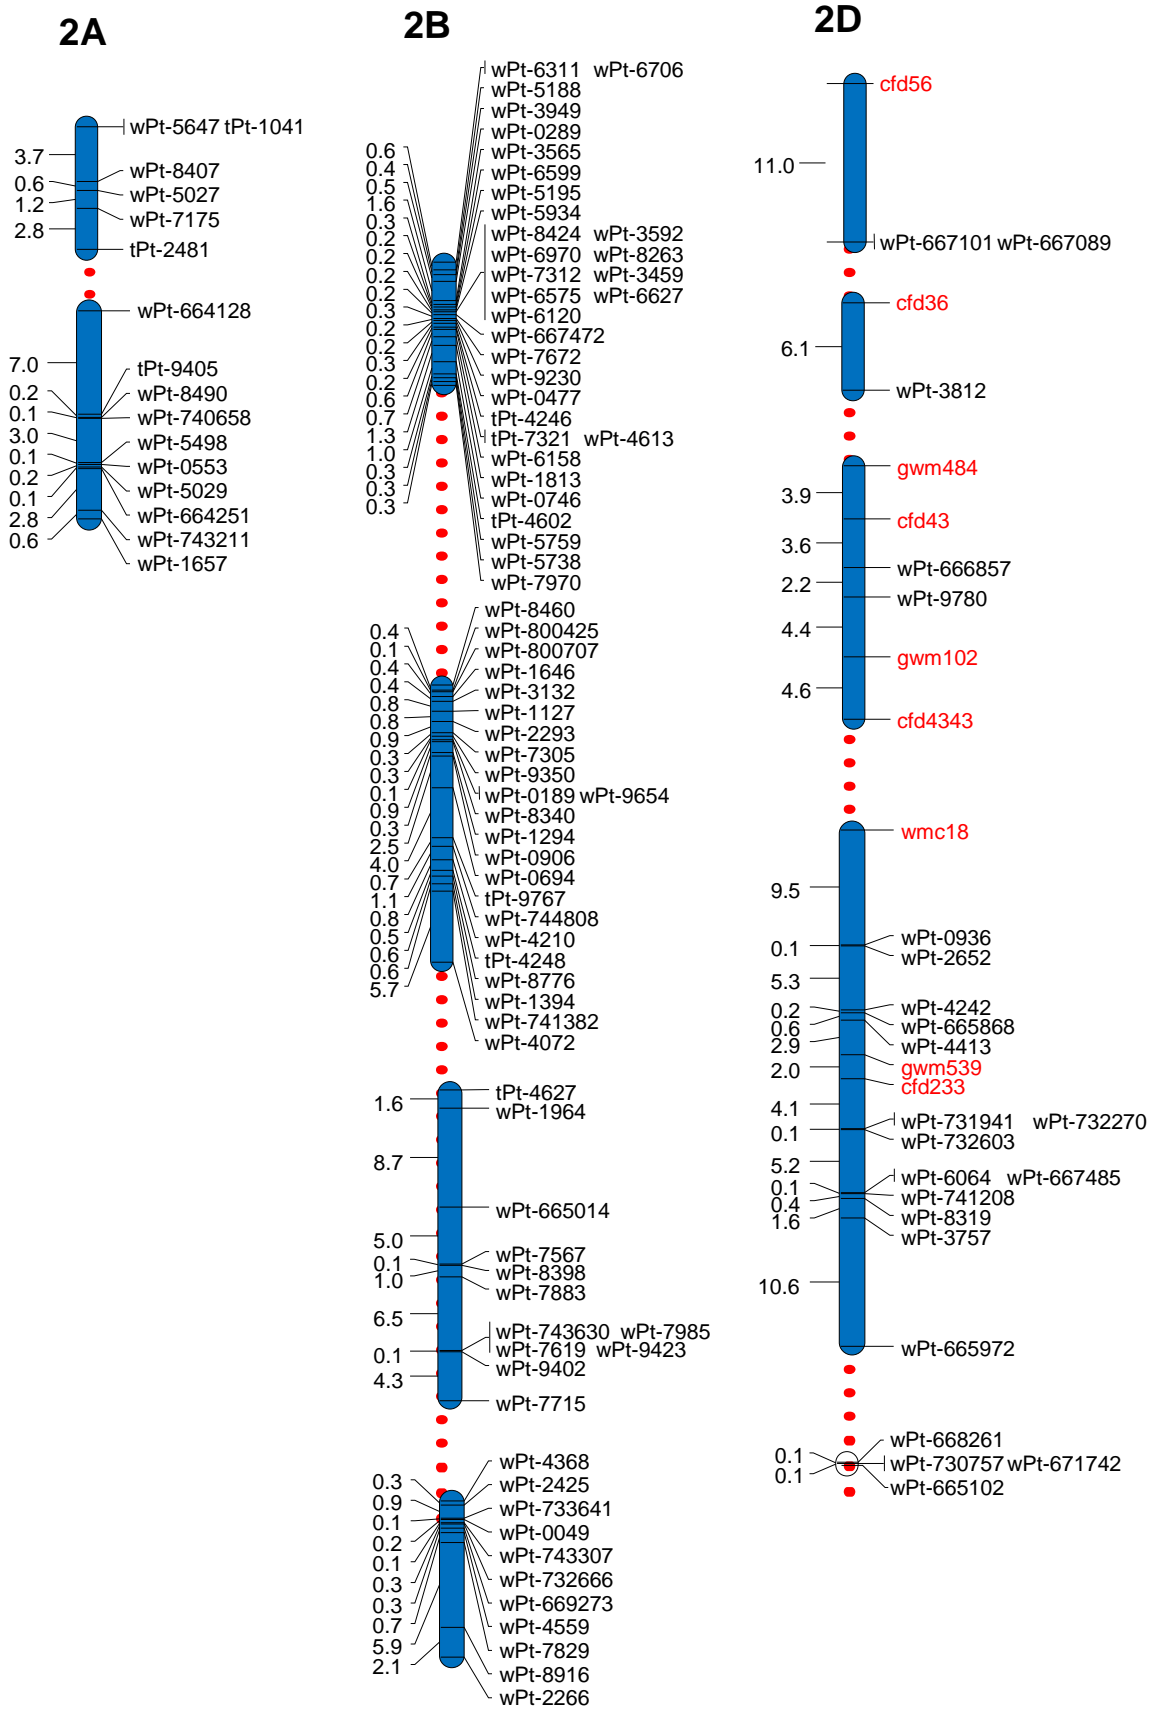 2A
wPt-5647 tPt-1041
3.7
wPt-8407
0.6
wPt-5027
1.2
wPt-7175
2.8
tPt-2481
wPt-664128
7.0
tPt-9405
0.2
wPt-8490
0.1
wPt-740658
3.0
wPt-5498
0.1
wPt-0553
0.2
wPt-5029
0.1
wPt-664251
2.8
wPt-743211
0.6
wPt-1657
2B
wPt-6311 wPt-6706
wPt-5188
wPt-3949
wPt-0289
wPt-3565
wPt-6599
wPt-5195
wPt-5934
wPt-8424 wPt-3592
wPt-6970 wPt-8263
wPt-7312 wPt-3459
wPt-6575 wPt-6627
wPt-6120
wPt-667472
wPt-7672
wPt-9230
wPt-0477
tPt-4246
tPt-7321 wPt-4613
wPt-6158
wPt-1813
wPt-0746
tPt-4602
wPt-5759
wPt-5738
wPt-7970
0.6
0.4
0.5
1.6
0.3
0.2
0.2
0.2
0.2
0.3
0.2
0.2
0.3
0.2
0.6
0.7
1.3
1.0
0.3
0.3
0.3
wPt-8460
wPt-800425
wPt-800707
wPt-1646
wPt-3132
wPt-1127
wPt-2293
wPt-7305
wPt-9350
wPt-0189 wPt-9654
wPt-8340
wPt-1294
wPt-0906
wPt-0694
tPt-9767
wPt-744808
wPt-4210
tPt-4248
wPt-8776
wPt-1394
wPt-741382
wPt-4072
0.4
0.1
0.4
0.4
0.8
0.8
0.9
0.3
0.3
0.1
0.9
0.3
2.5
4.0
0.7
1.1
0.8
0.5
0.6
0.6
5.7
tPt-4627
1.6
wPt-1964
8.7
wPt-665014
5.0
wPt-7567
0.1
wPt-8398
1.0
wPt-7883
6.5
wPt-743630 wPt-7985
wPt-7619 wPt-9423
0.1
wPt-9402
4.3
wPt-7715
wPt-4368
0.3
wPt-2425
0.9
wPt-733641
0.1
wPt-0049
0.2
wPt-743307
0.1
wPt-732666
0.3
wPt-669273
0.3
wPt-4559
0.7
wPt-7829
5.9
wPt-8916
2.1
wPt-2266
2D
cfd56
11.0
wPt-667101 wPt-667089
cfd36
6.1
wPt-3812
gwm484
3.9
cfd43
3.6
wPt-666857
2.2
wPt-9780
4.4
gwm102
4.6
cfd4343
wmc18
9.5
wPt-0936
0.1
wPt-2652
5.3
wPt-4242
0.2
wPt-665868
0.6
wPt-4413
2.9
gwm539
2.0
cfd233
4.1
wPt-731941 wPt-732270
0.1
wPt-732603
5.2
wPt-6064 wPt-667485
0.1
wPt-741208
0.4
wPt-8319
1.6
wPt-3757
10.6
wPt-665972
wPt-668261
0.1
wPt-730757 wPt-671742
0.1
wPt-665102